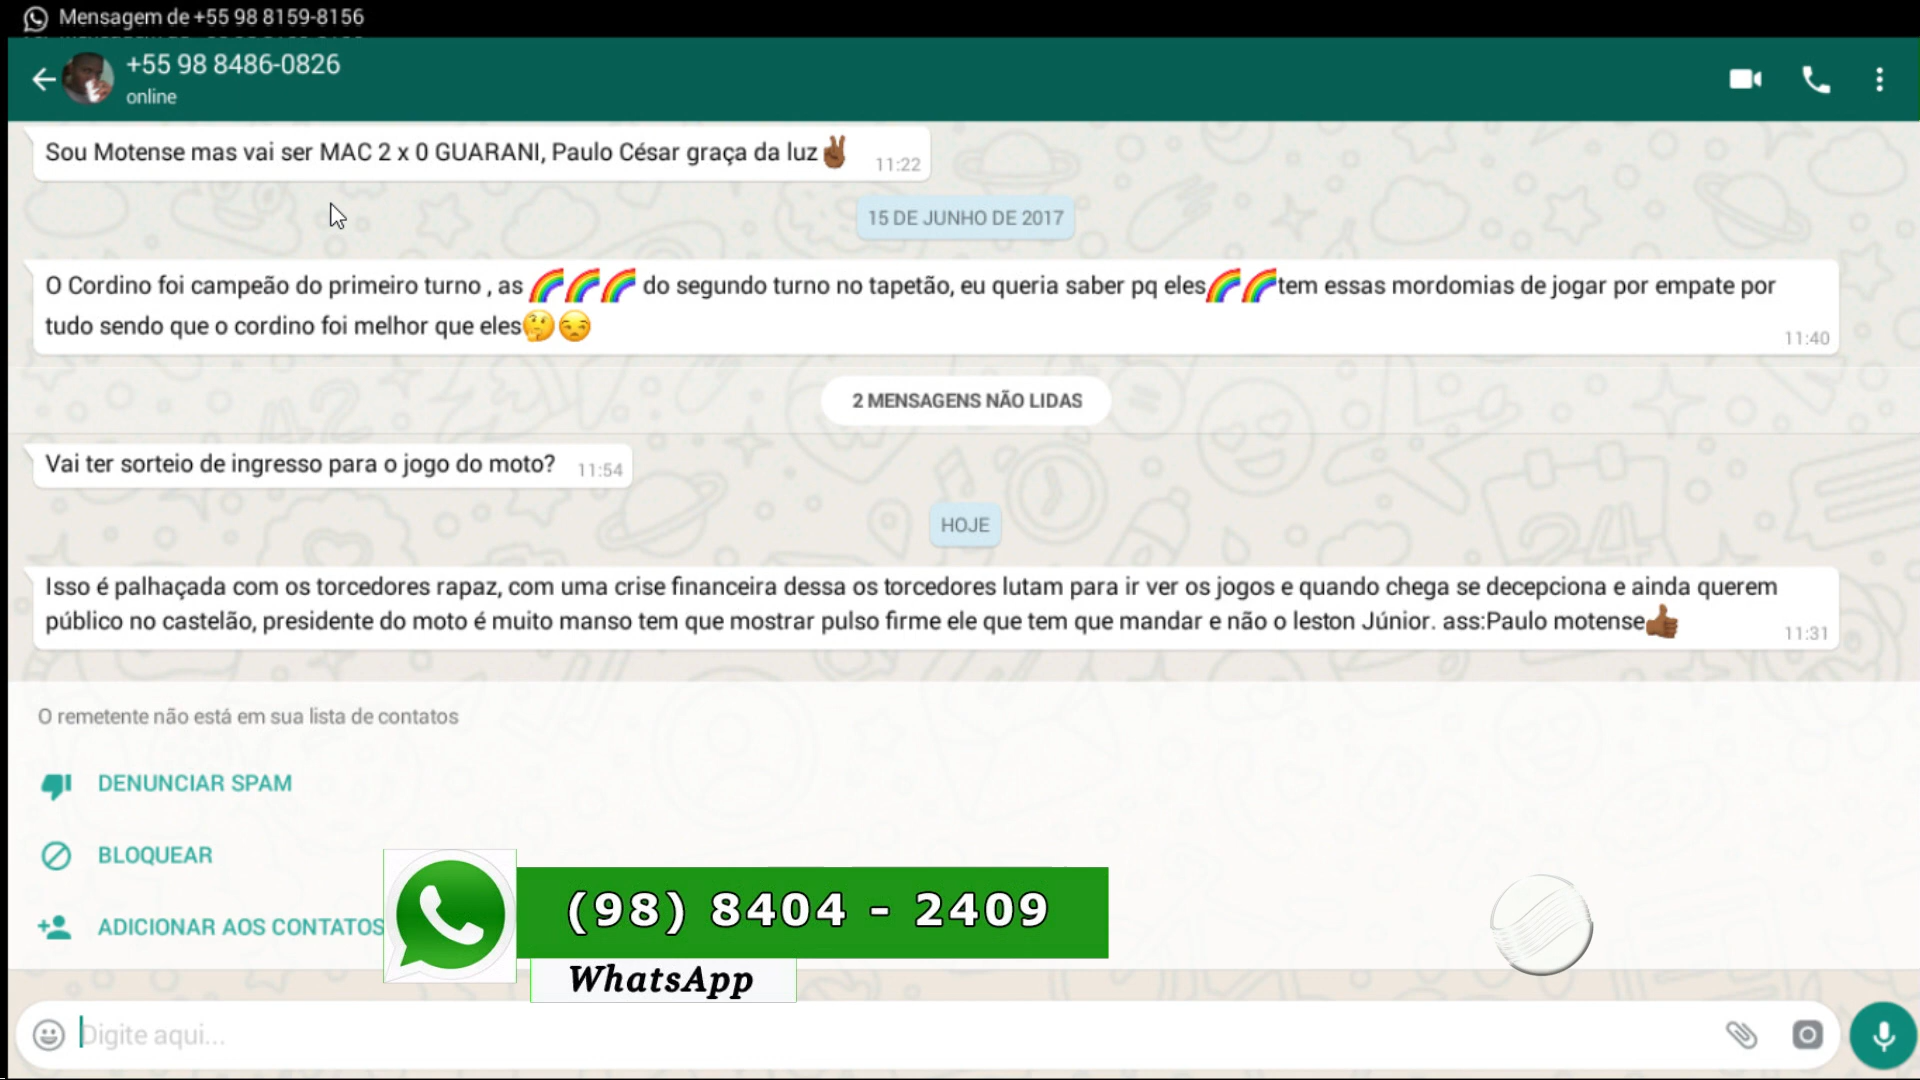 Mensagem de +55 98 8159-8156
+55 98 8486-0826
online
Sou Motense mas vai ser MAC 2 x 0 GUARANI, Paulo César graça da luz✌🏾 11:22
15 DE JUNHO DE 2017
O Cordino foi campeão do primeiro turno , as 🌈🌈🌈 do segundo turno no tapetão, eu queria saber pq eles🌈🌈tem essas mordomias de jogar por empate por
tudo sendo que o cordino foi melhor que eles🤔😒 11:40
2 MENSAGENS NÃO LIDAS
Vai ter sorteio de ingresso para o jogo do moto? 11:54
HOJE
Isso é palhaçada com os torcedores rapaz, com uma crise financeira dessa os torcedores lutam para ir ver os jogos e quando chega se decepciona e ainda querem
público no castelão, presidente do moto é muito manso tem que mostrar pulso firme ele que tem que mandar e não o leston Júnior. ass:Paulo motense👍🏾 11:31
O remetente não está em sua lista de contatos
DENUNCIAR SPAM
BLOQUEAR
ADICIONAR AOS CONTATOS
(98) 8404 - 2409
WhatsApp
Digite aqui...